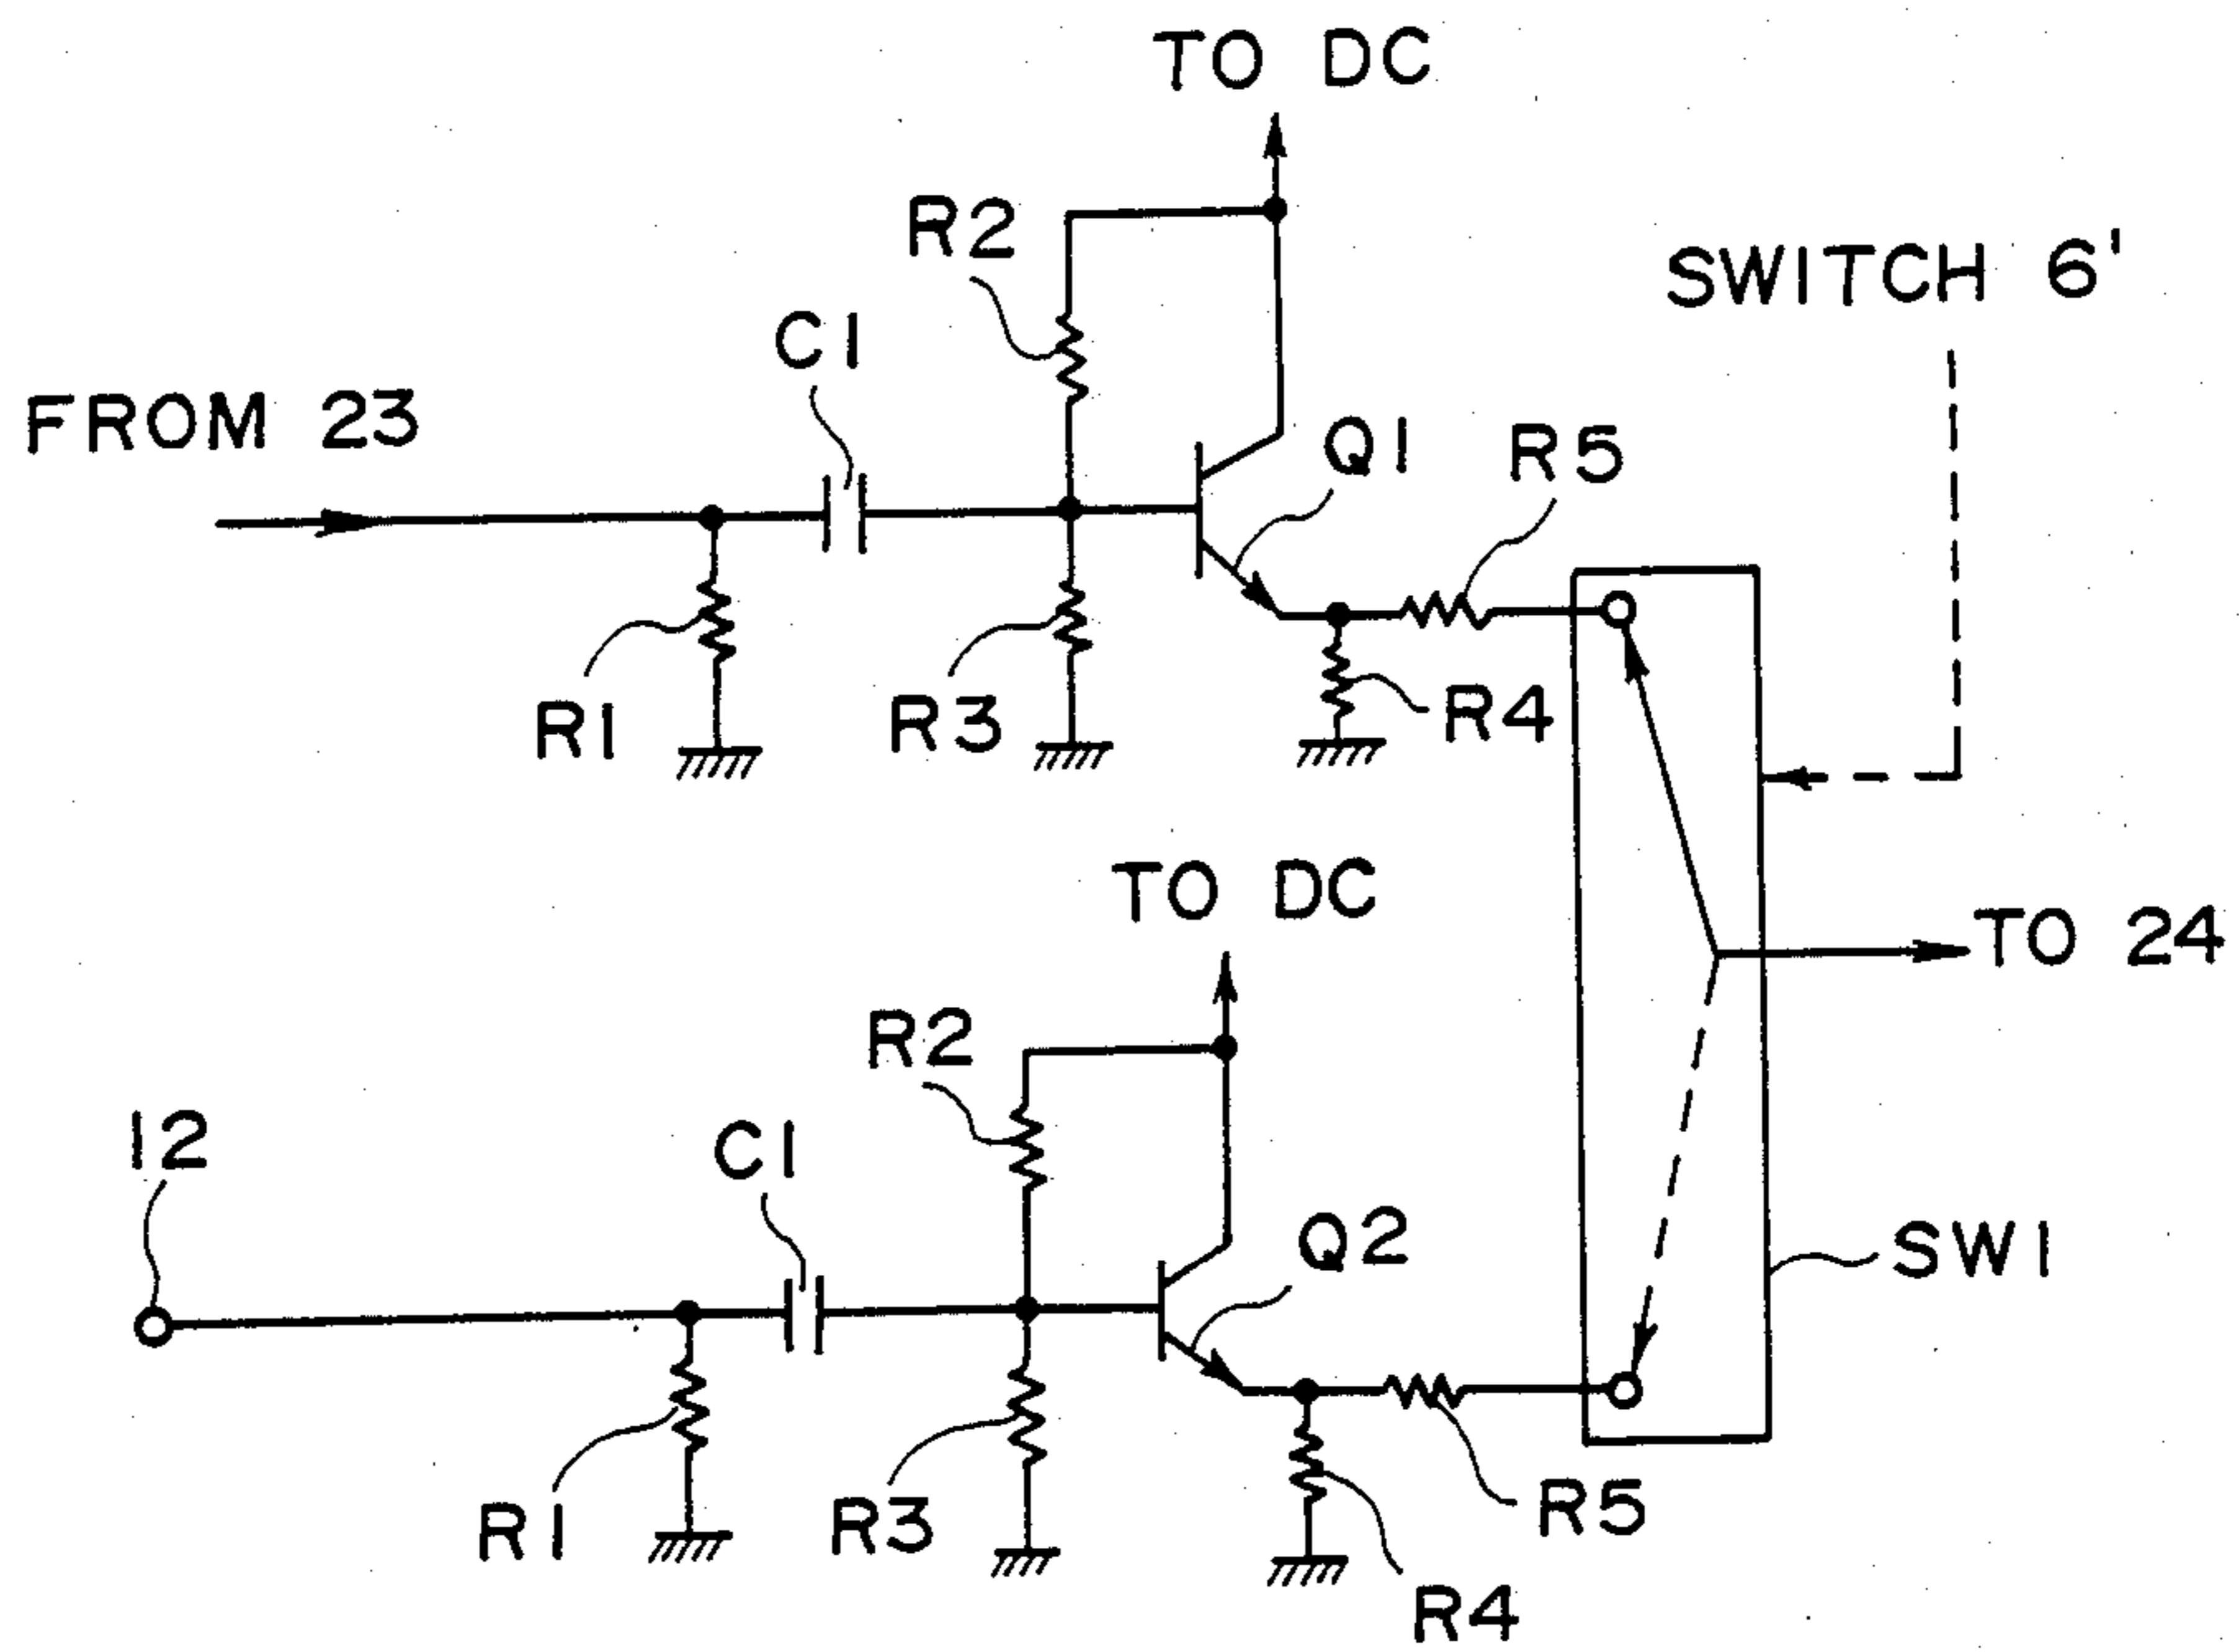 TO DC
R2
SWITCH 6'
C1
FROM 23
Q1
R5
R1
R3
R4
TO DC
TO 24
R2
12
C1
Q2
SW1
R1
R3
R5
R4